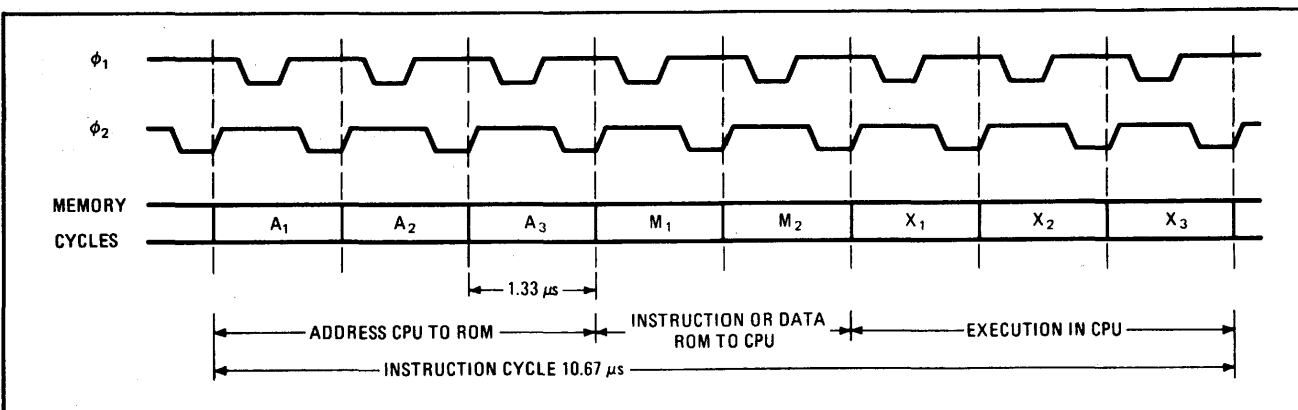 ϕ1
ϕ2
MEMORY
CYCLES
A1 A2 A3 M1 M2 X1 X2 X3
1.33 μs
ADDRESS CPU TO ROM
INSTRUCTION OR DATA
ROM TO CPU
EXECUTION IN CPU
INSTRUCTION CYCLE 10.67 μs